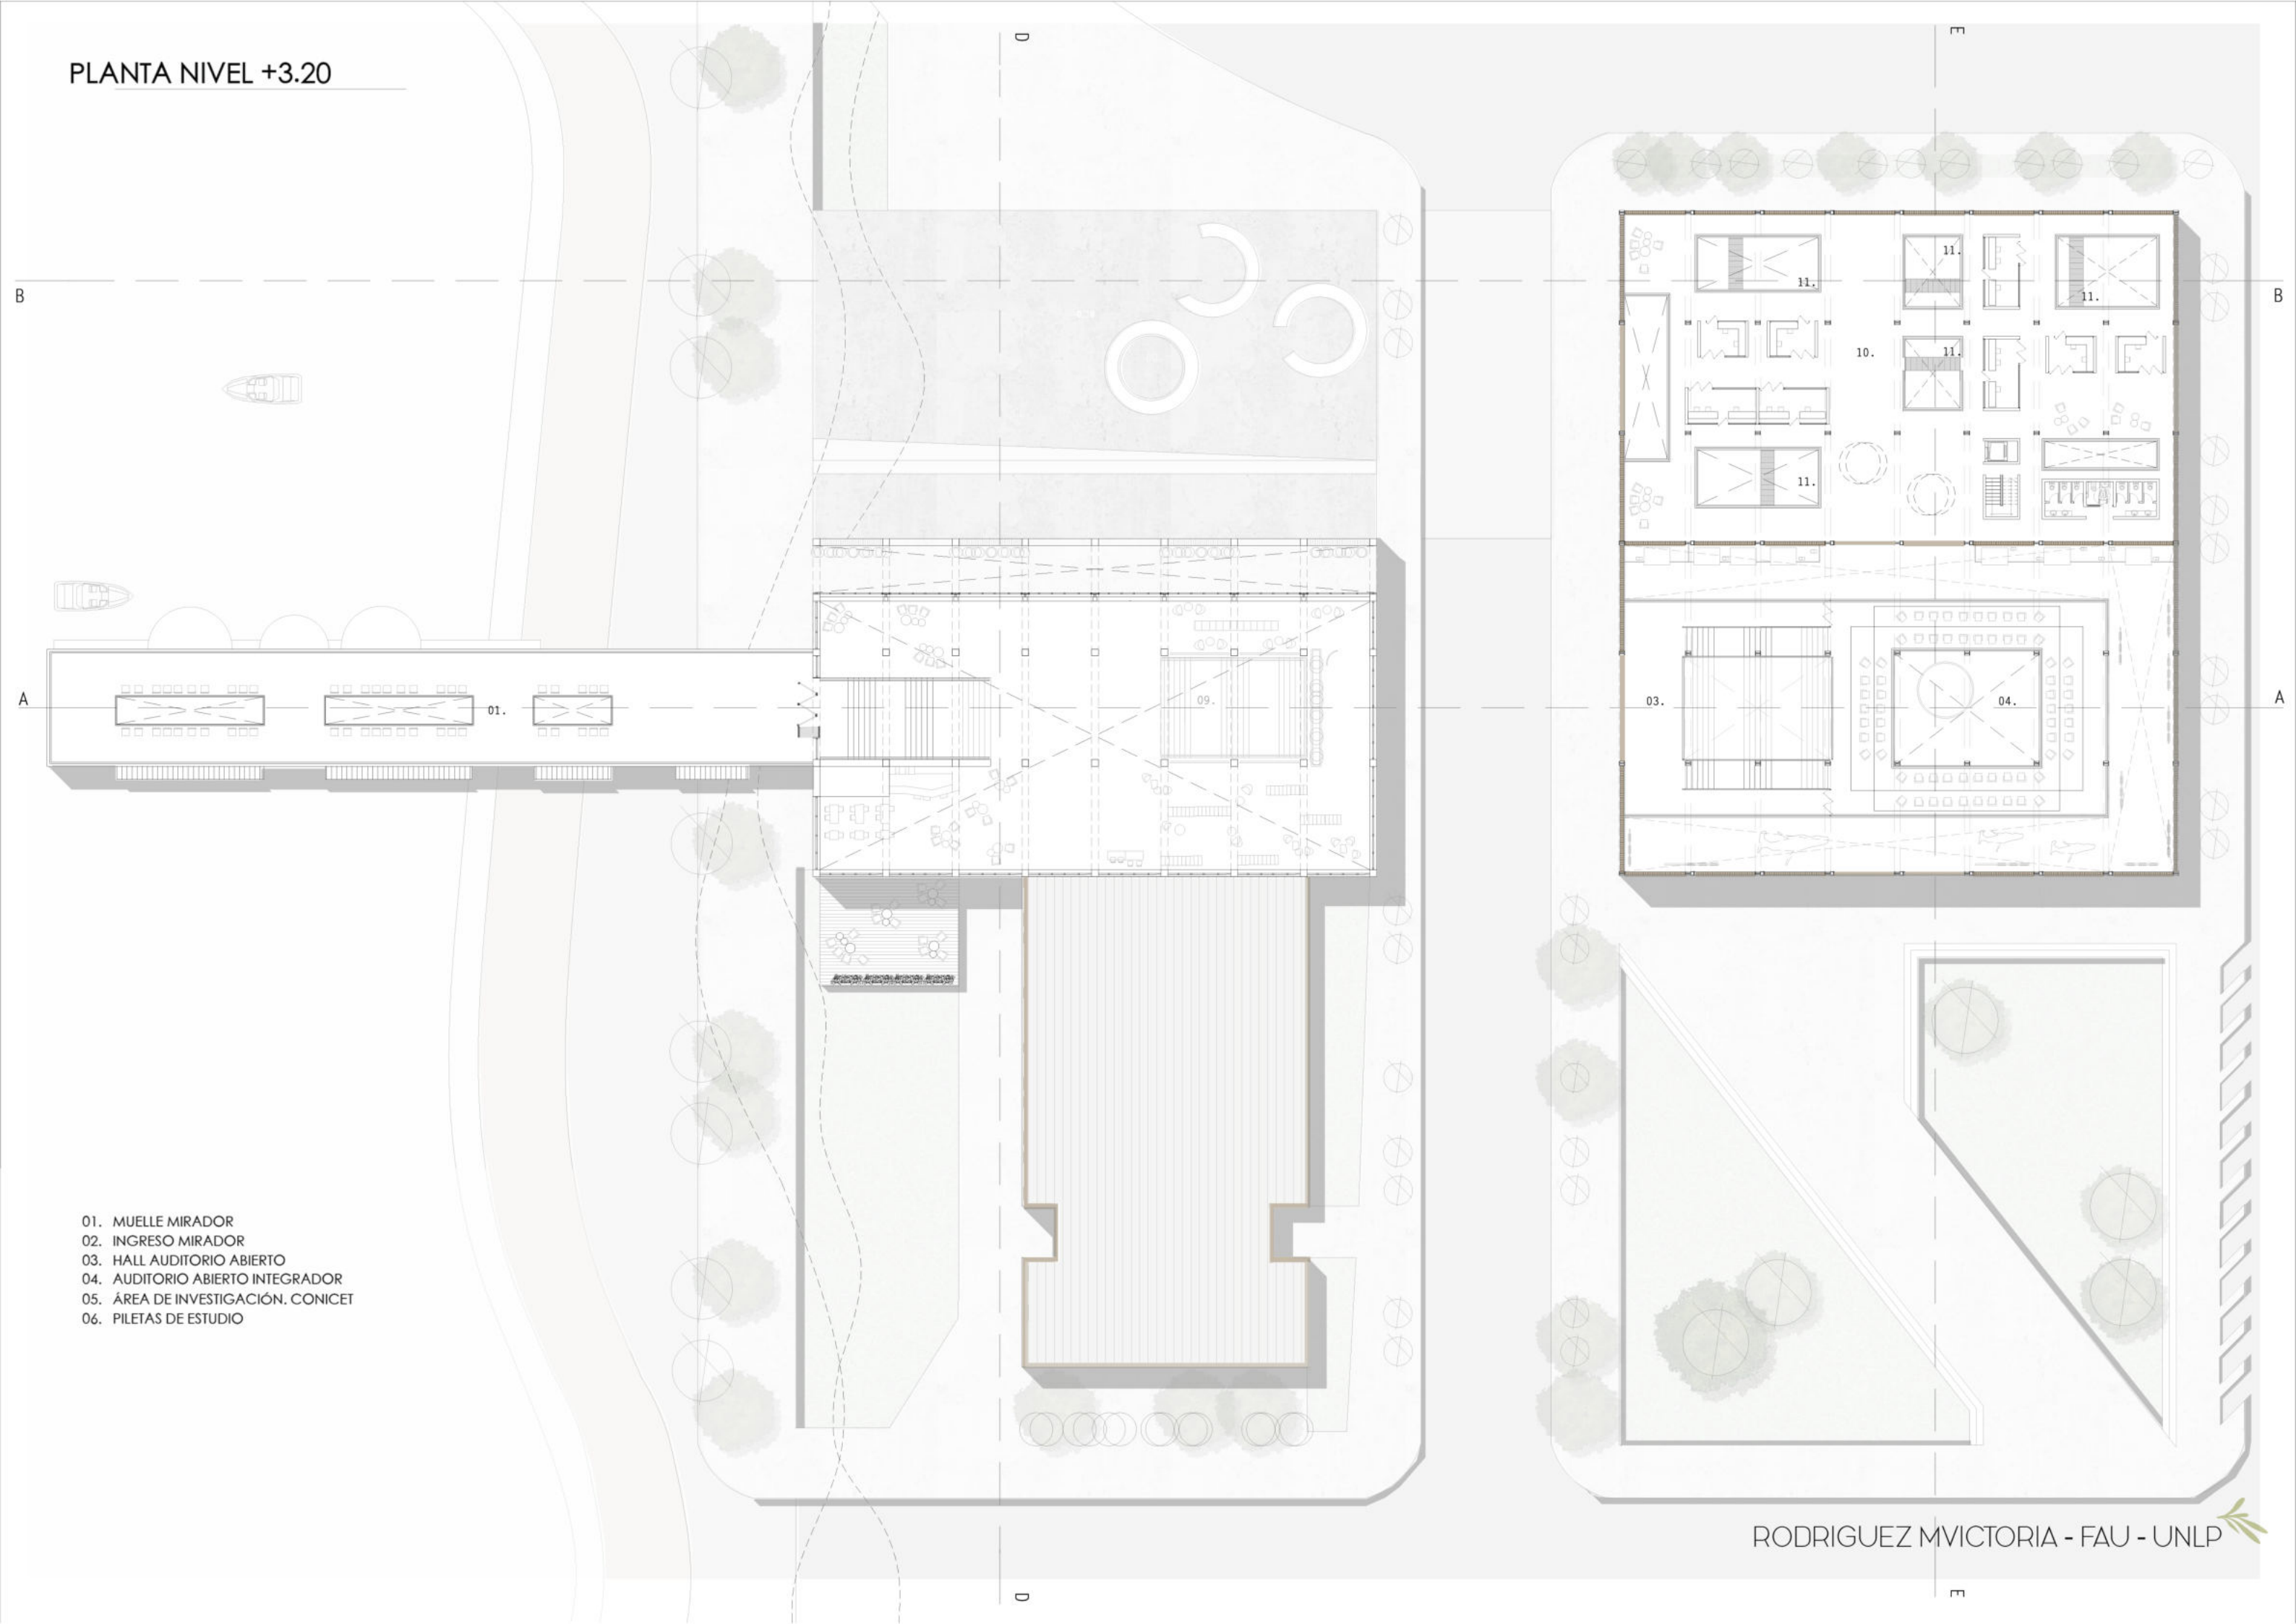 PLANTA NIVEL +3.20
D
E
11.
11.
11.
11.
B
B
10.
11.
A
01.
09.
03.
04.
A
01. MUELLE MIRADOR
02. INGRESO MIRADOR
03. HALL AUDITORIO ABIERTO
04. AUDITORIO ABIERTO INTEGRADOR
05. ÁREA DE INVESTIGACIÓN. CONICET
06. PILETAS DE ESTUDIO
RODRIGUEZ MVICTORIA - FAU - UNLP
D
E